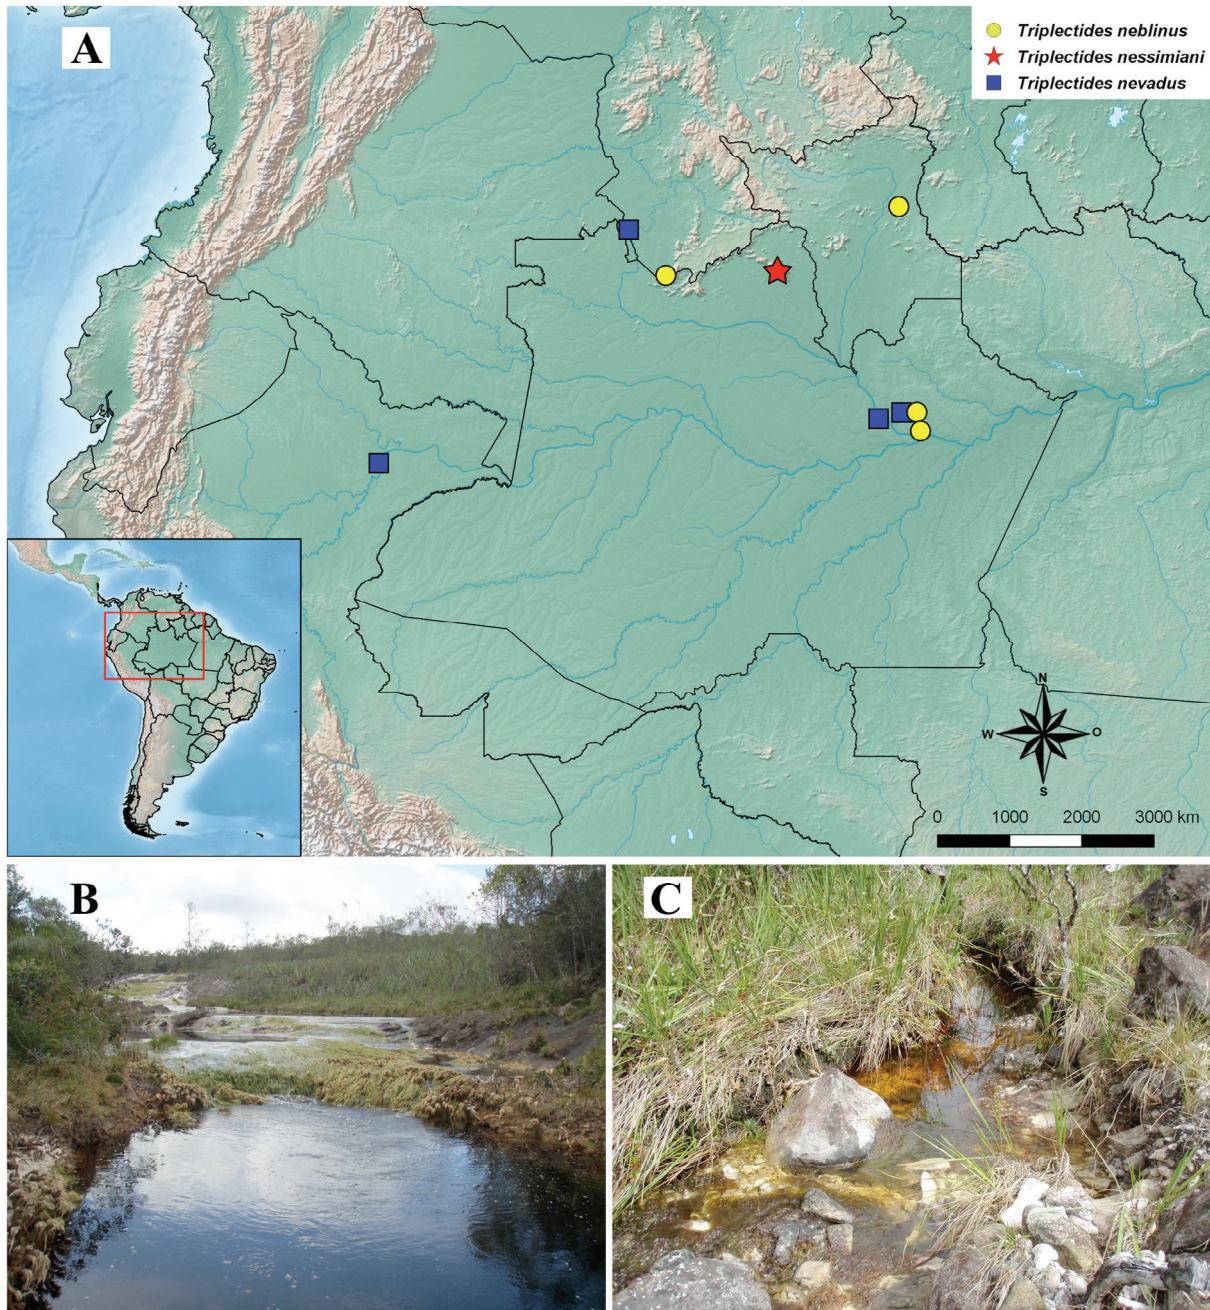 A
Triplectides neblinus
Triplectides nessimiani
Triplectides nevadus
N
W
O
S
0 1000 2000 3000 km
B
C